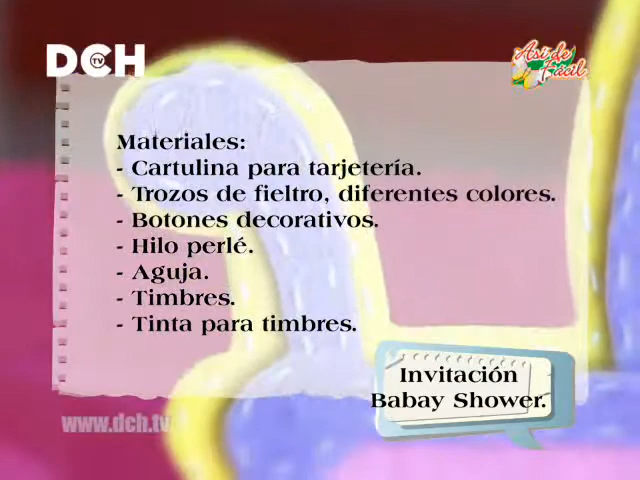 DCH
TV
Así de
Fácil
Materiales:
- Cartulina para tarjetería.
- Trozos de fieltro, diferentes colores.
- Botones decorativos.
- Hilo perlé.
- Aguja.
- Timbres.
- Tinta para timbres.
Invitación
Babay Shower.
www.dch.tv